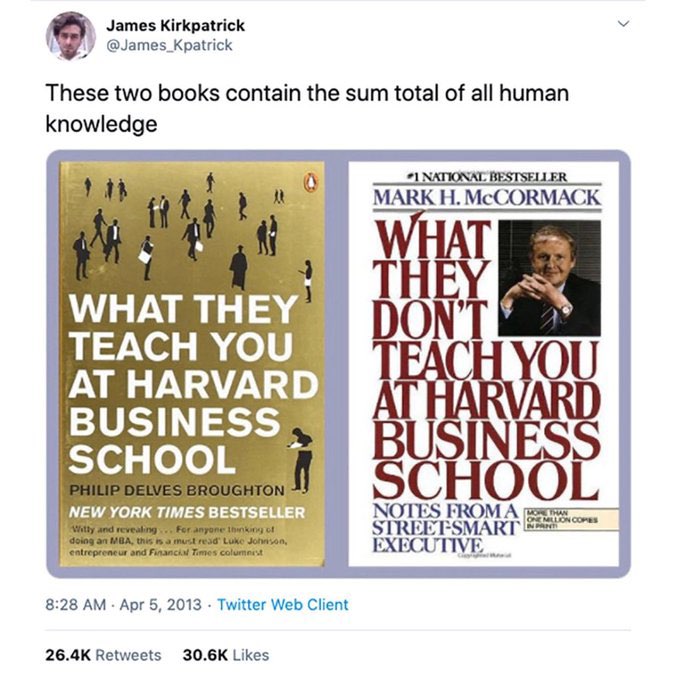 James Kirkpatrick
@James_Kpatrick
These two books contain the sum total of all human
knowledge
WHAT THEY
TEACH YOU
AT HARVARD
BUSINESS
SCHOOL
PHILIP DELVES BROUGHTON
NEW YORK TIMES BESTSELLER
'Witty and revealing ... For anyone thinking of
doing an MBA, this is a must read' Luke Johnson,
entrepreneur and Financial Times columnist
#1 NATIONAL BESTSELLER
MARK H. McCORMACK
WHAT
THEY
DON'T
TEACH YOU
AT HARVARD
BUSINESS
SCHOOL
NOTES FROM A
STREET-SMART
EXECUTIVE
MORE THAN
ONE MILLION COPIES
IN PRINT!
Copyrighted Material
8:28 AM · Apr 5, 2013 · Twitter Web Client
26.4K Retweets 30.6K Likes